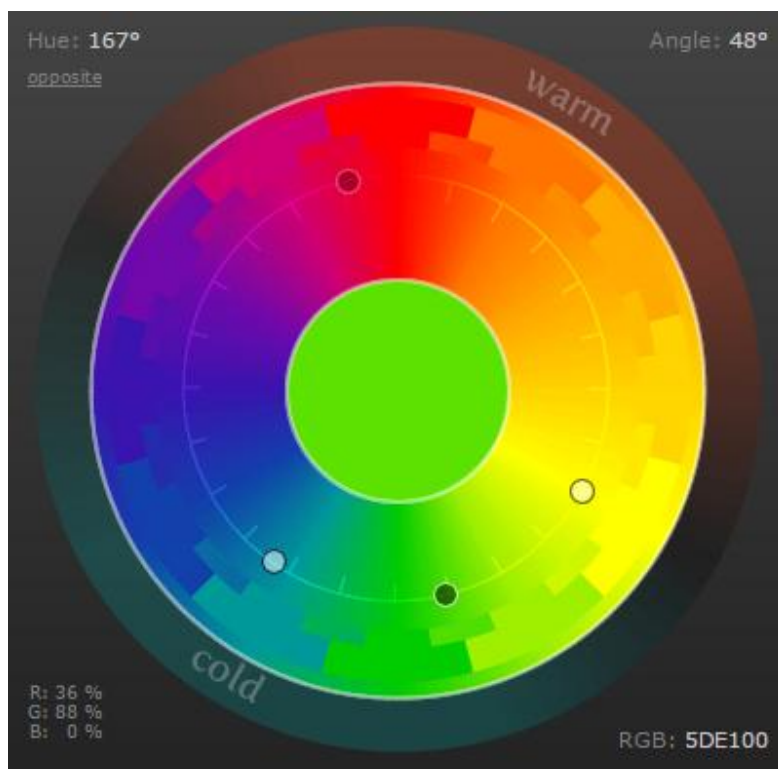 Hue: 167°
Angle: 48°
opposite
warm
cold
R: 36 %
G: 88 %
B: 0 %
RGB: 5DE100